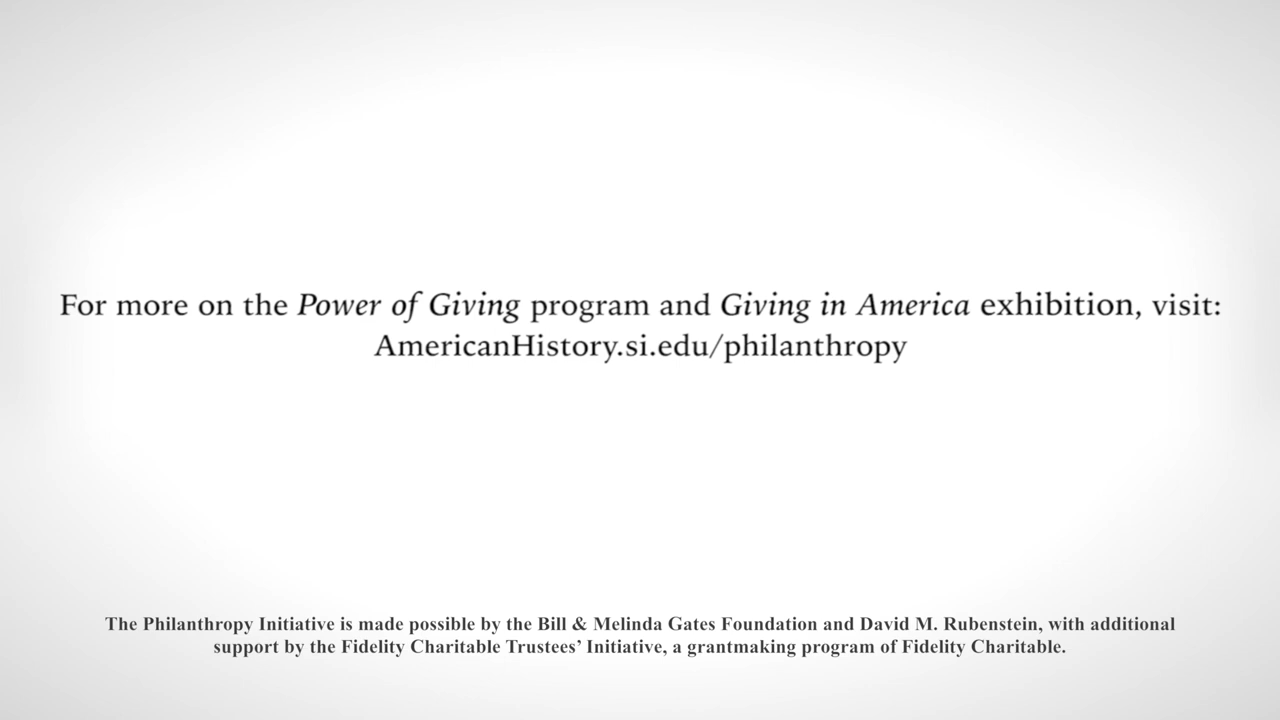 For more on the Power of Giving program and Giving in America exhibition, visit:
AmericanHistory.si.edu/philanthropy
The Philanthropy Initiative is made possible by the Bill & Melinda Gates Foundation and David M. Rubenstein, with additional
support by the Fidelity Charitable Trustees’ Initiative, a grantmaking program of Fidelity Charitable.